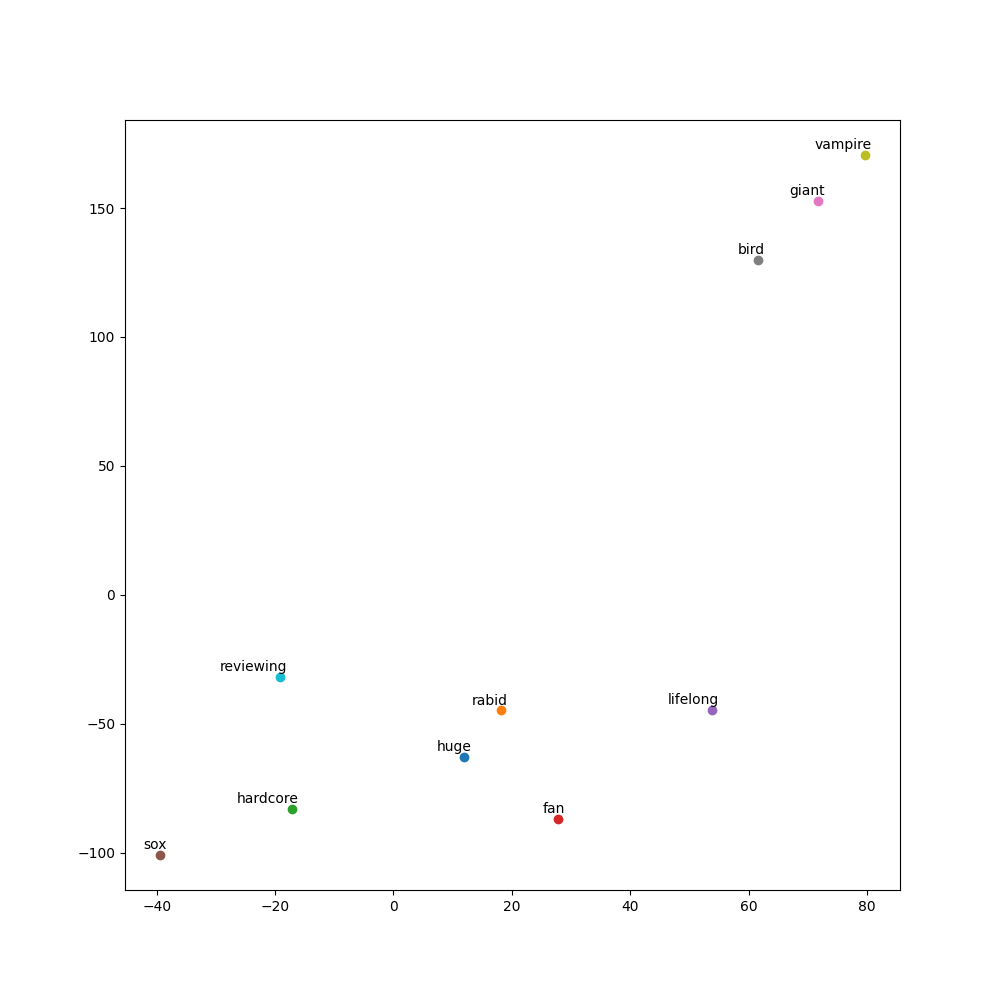 vampire
giant
150
bird
100
50
0
reviewing
rabid
lifelong
−50
huge
hardcore
fan
sox
−100
−40
−20
0
20
40
60
80